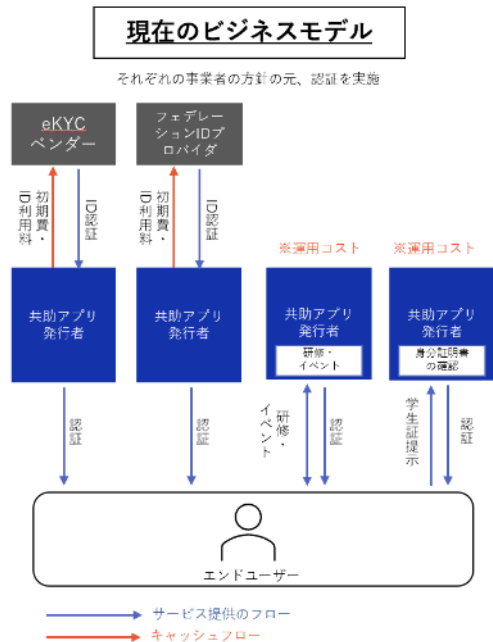 現在のビジネスモデル
それぞれの事業者の方針の元、認証を実施
eKYC
ベンダー
フェデレー
ションIDプ
ロバイダ
初期費・
ID利用料
ID認証
初期費・
ID利用料
ID認証
※運用コスト
※運用コスト
共助アプリ
発行者
共助アプリ
発行者
共助アプリ
発行者
研修・
イベント
共助アプリ
発行者
身分証明書
の確認
認証
認証
研修・
イベント
認証
学生証提示
認証
エンドユーザー
サービス提供のフロー
キャッシュフロー